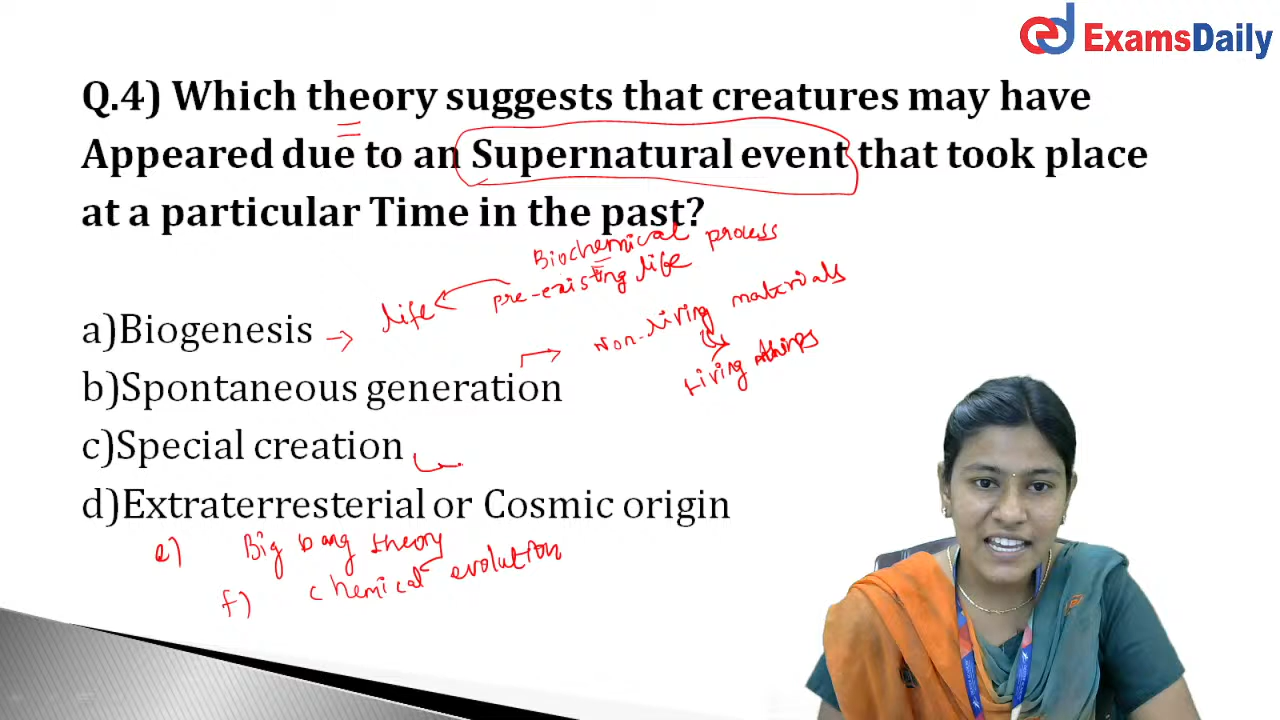 ExamsDaily
Q.4) Which theory suggests that creatures may have
Appeared due to an Supernatural event that took place
at a particular Time in the past?
Biochemical process
pre-existing life
life
Non-living materials
Living things
a)Biogenesis
b)Spontaneous generation
c)Special creation
d)Extraterresterial or Cosmic origin
e) Big bang theory
f) chemical evolution